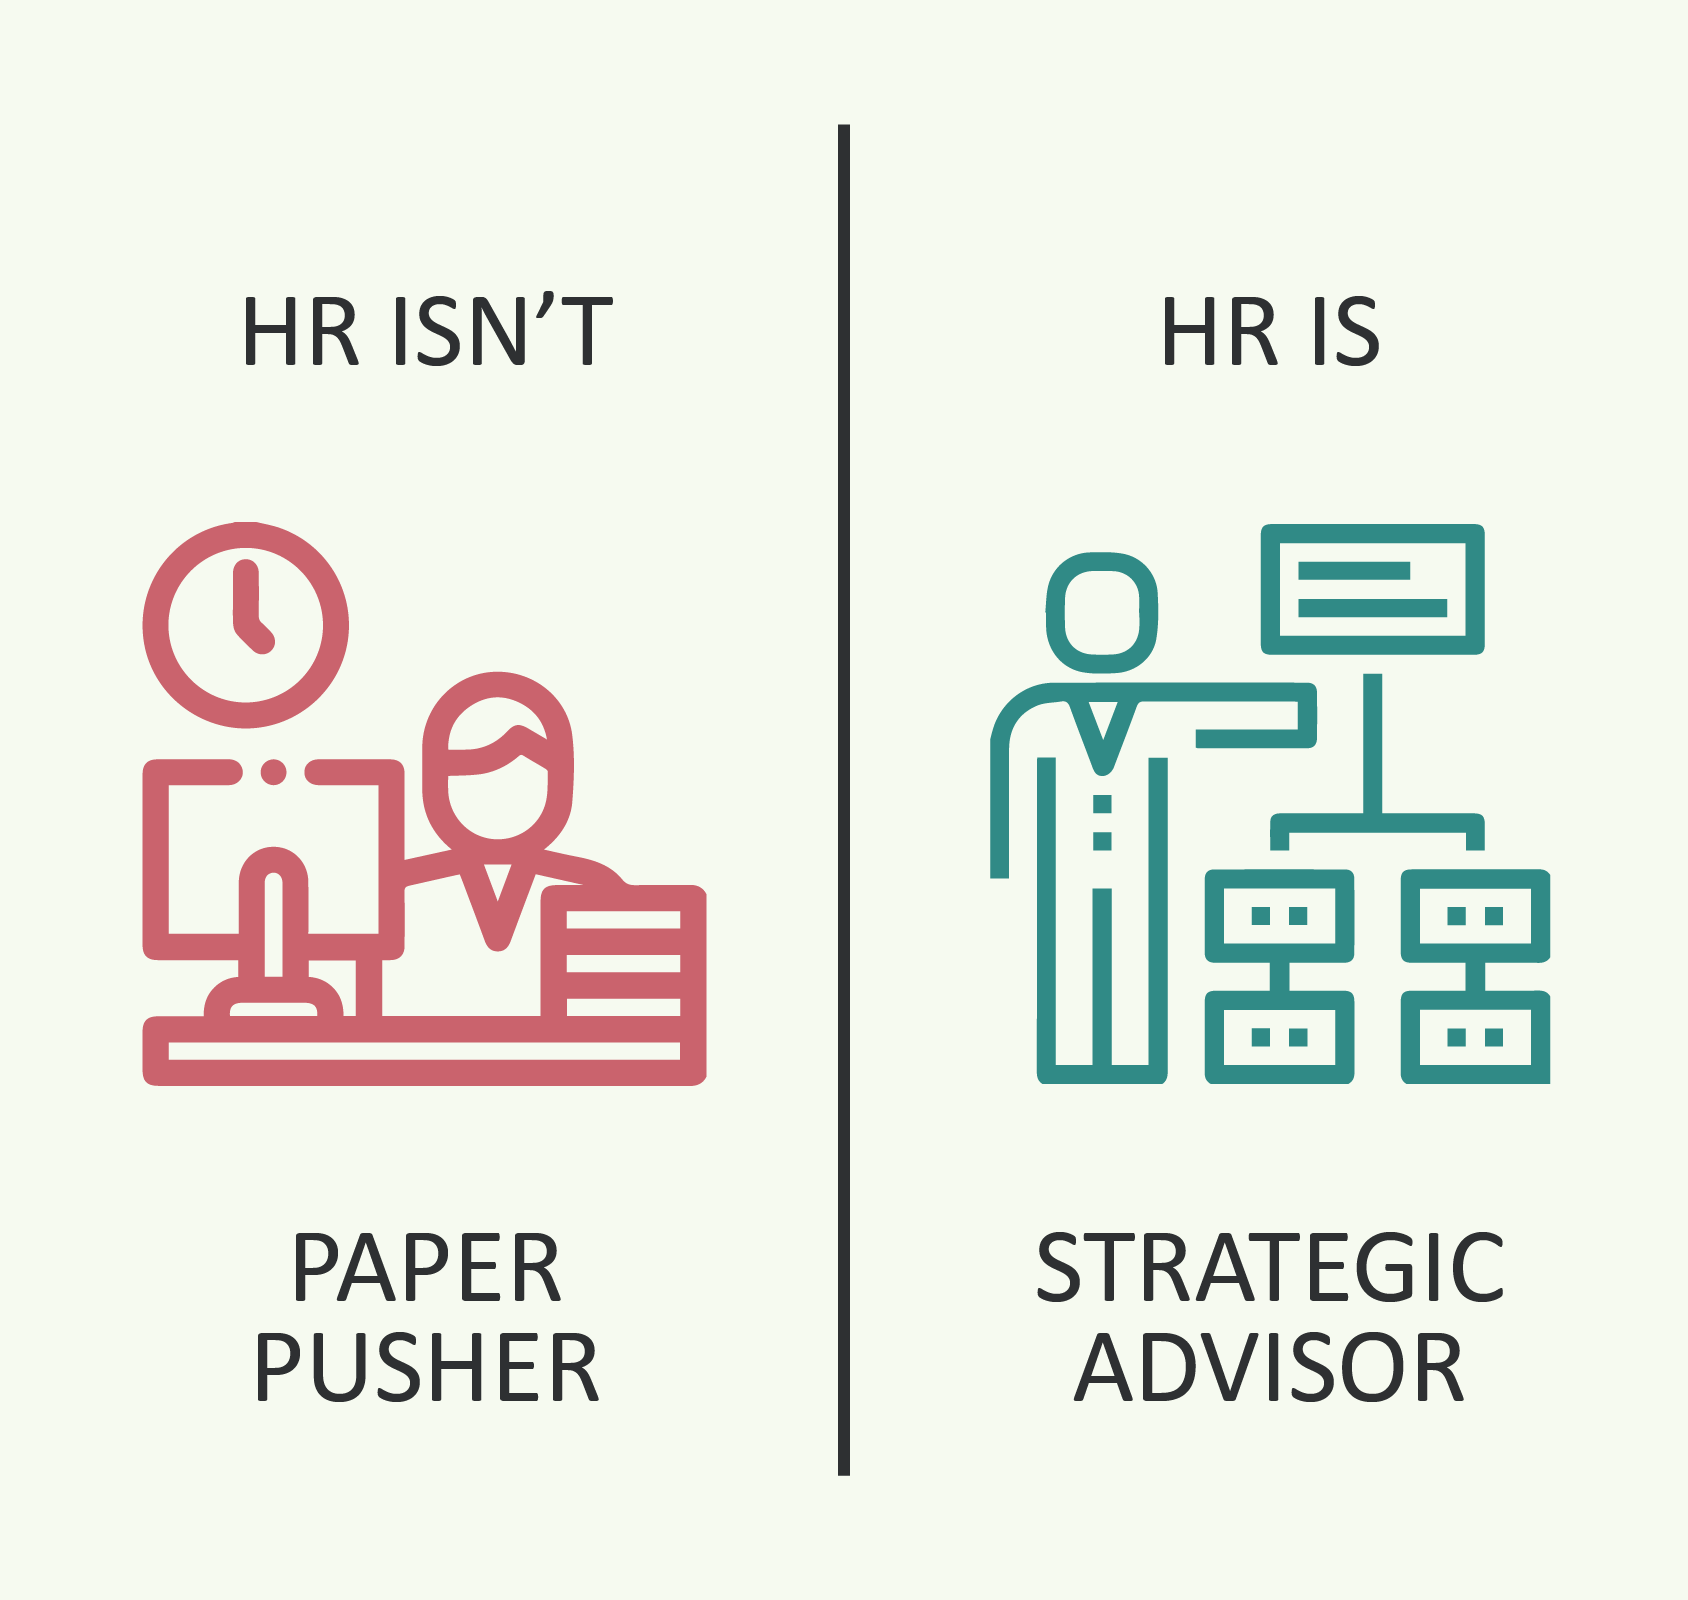 HR ISN’T
PAPER
PUSHER
HR IS
STRATEGIC
ADVISOR